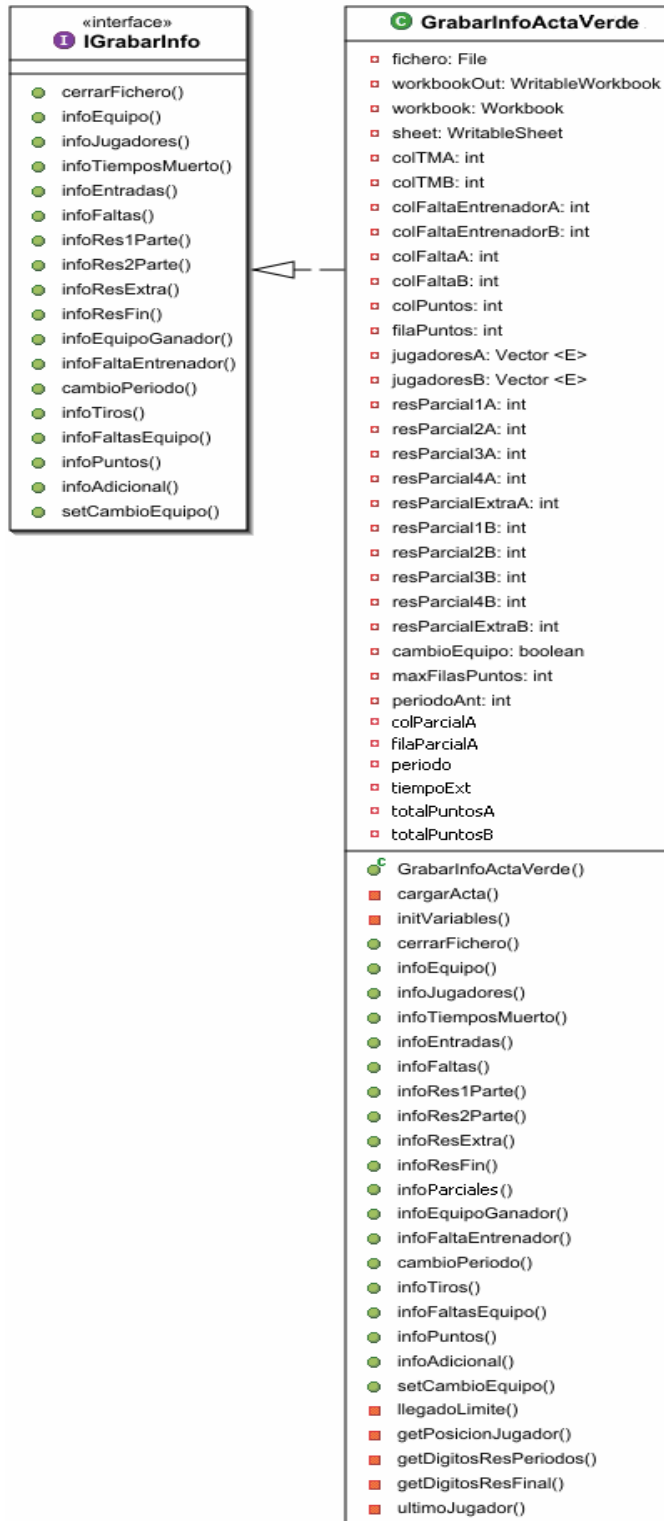 «interface»
I IGrabarInfo
cerrarFichero()
infoEquipo()
infoJugadores()
infoTiemposMuerto()
infoEntradas()
infoFaltas()
infoRes1Parte()
infoRes2Parte()
infoResExtra()
infoResFin()
infoEquipoGanador()
infoFaltaEntrenador()
cambioPeriodo()
infoTiros()
infoFaltasEquipo()
infoPuntos()
infoAdicional()
setCambioEquipo()
C GrabarInfoActaVerde
fichero: File
workbookOut: WritableWorkbook
workbook: Workbook
sheet: WritableSheet
colTMA: int
colTMB: int
colFaltaEntrenadorA: int
colFaltaEntrenadorB: int
colFaltaA: int
colFaltaB: int
colPuntos: int
filaPuntos: int
jugadoresA: Vector <E>
jugadoresB: Vector <E>
resParcial1A: int
resParcial2A: int
resParcial3A: int
resParcial4A: int
resParcialExtraA: int
resParcial1B: int
resParcial2B: int
resParcial3B: int
resParcial4B: int
resParcialExtraB: int
cambioEquipo: boolean
maxFilasPuntos: int
periodoAnt: int
colParcialA
filaParcialA
periodo
tiempoExt
totalPuntosA
totalPuntosB
C GrabarInfoActaVerde()
cargarActa()
initVariables()
cerrarFichero()
infoEquipo()
infoJugadores()
infoTiemposMuerto()
infoEntradas()
infoFaltas()
infoRes1Parte()
infoRes2Parte()
infoResExtra()
infoResFin()
infoParciales()
infoEquipoGanador()
infoFaltaEntrenador()
cambioPeriodo()
infoTiros()
infoFaltasEquipo()
infoPuntos()
infoAdicional()
setCambioEquipo()
llegadoLimite()
getPosicionJugador()
getDigitosResPeriodos()
getDigitosResFinal()
ultimoJugador()